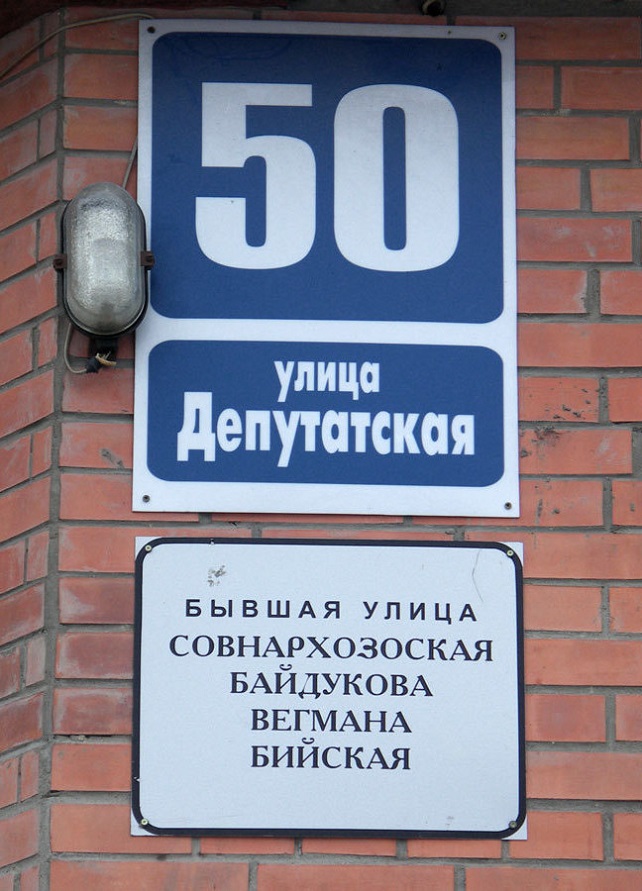 50
улица
Депутатская
БЫВШАЯ УЛИЦА
СОВНАРХОЗОСКАЯ
БАЙДУКОВА
ВЕГМАНА
БИЙСКАЯ